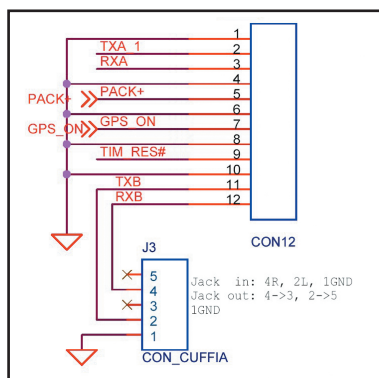 1
TXA_1 2
RXA 3
4
PACK+ PACK+ 5
6
GPS_ON GPS_ON 7
8
TIM_RES# 9
10
TXB 11
RXB 12
CON12
J3
5
4
3
2
1
Jack in: 4R, 2L, 1GND
Jack out: 4->3, 2->5
1GND
CON_CUFFIA